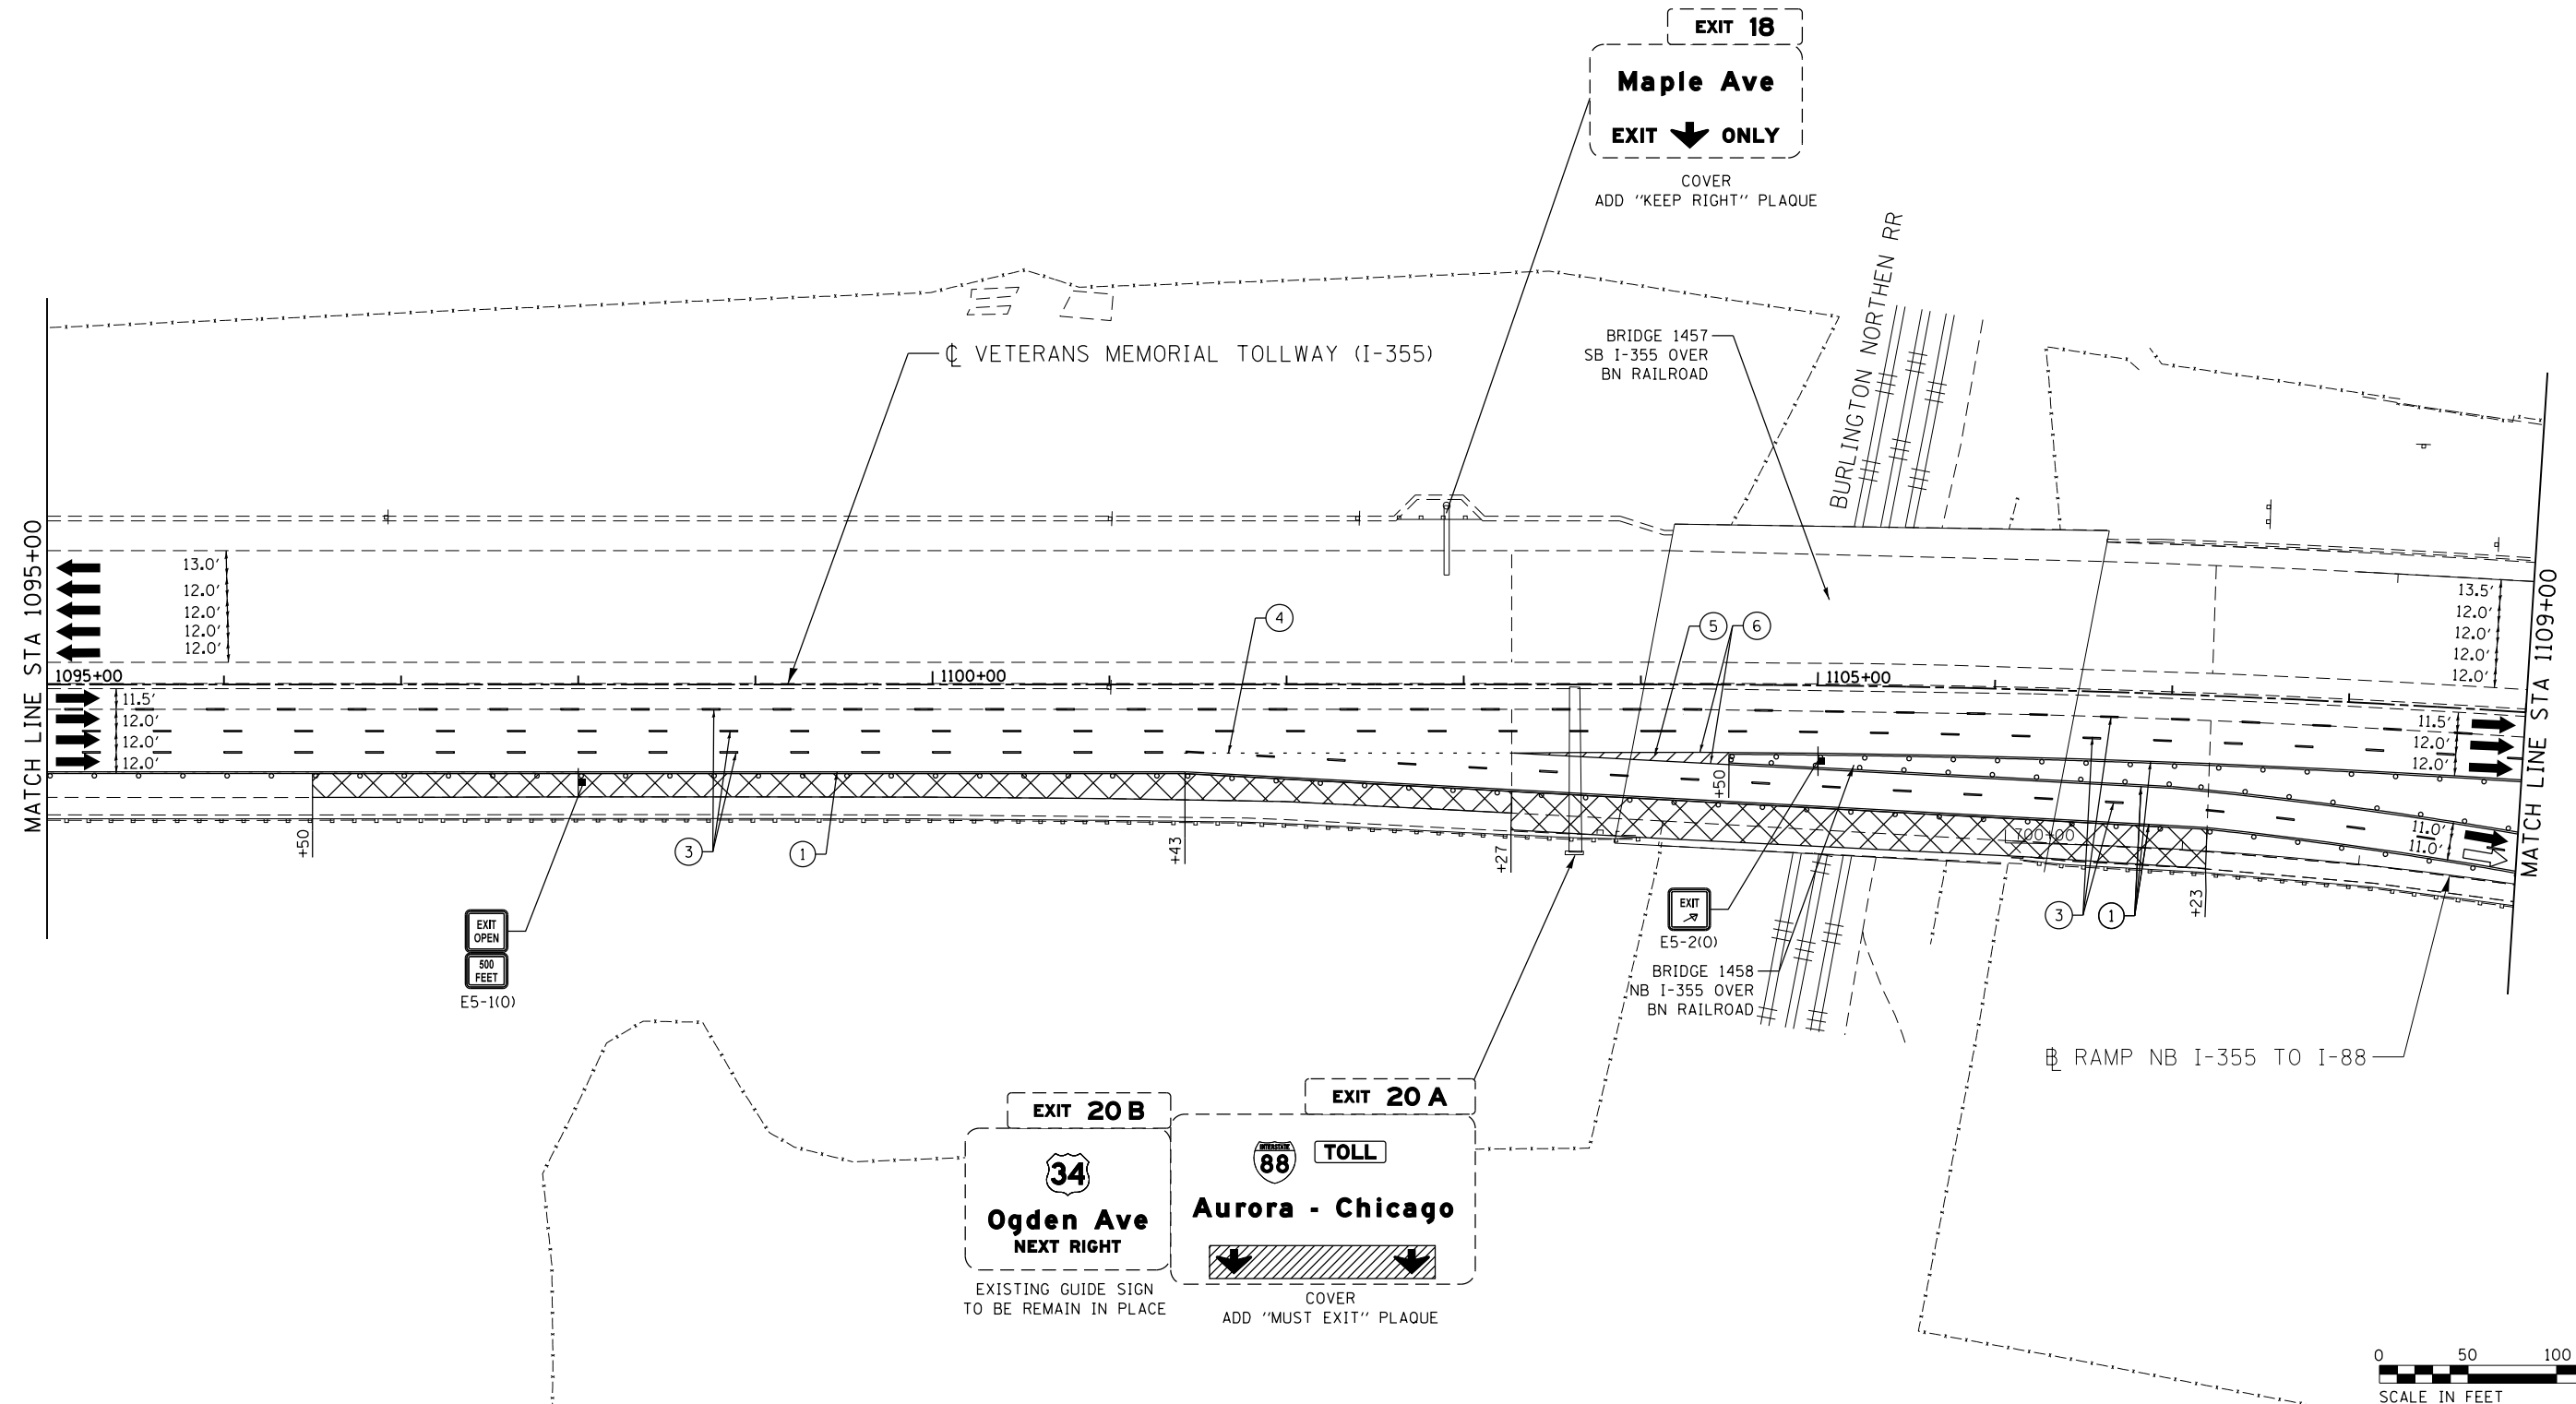 EXIT 18
Maple Ave
EXIT ONLY
COVER
ADD "KEEP RIGHT" PLAQUE
BURLINGTON NORTHEN RR
BRIDGE 1457
SB I-355 OVER
BN RAILROAD
℄ VETERANS MEMORIAL TOLLWAY (I-355)
MATCH LINE STA 1095+00
13.0'
12.0'
12.0'
12.0'
12.0'
13.5'
12.0'
12.0'
12.0'
12.0'
MATCH LINE STA 1109+00
4
5
6
1095+00
1100+00
1105+00
11.5'
12.0'
12.0'
12.0'
11.5'
12.0'
12.0'
+50
11.0'
11.0'
700+00
+50
3
1
+43
+27
+23
3
1
EXIT
OPEN
500
FEET
E5-1(O)
EXIT
E5-2(O)
BRIDGE 1458
NB I-355 OVER
BN RAILROAD
B̵L RAMP NB I-355 TO I-88
EXIT 20 B
34
Ogden Ave
NEXT RIGHT
EXISTING GUIDE SIGN
TO BE REMAIN IN PLACE
EXIT 20 A
INTERSTATE
88
TOLL
Aurora - Chicago
COVER
ADD "MUST EXIT" PLAQUE
0 50 100
SCALE IN FEET